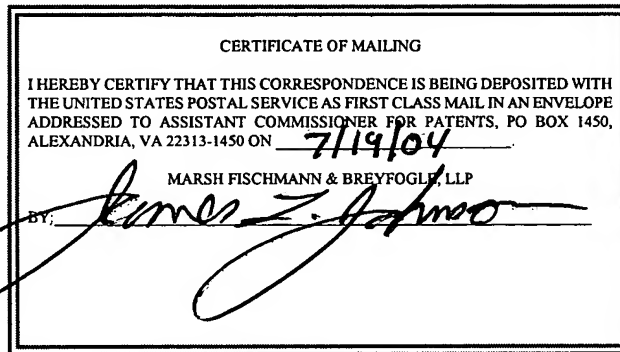 CERTIFICATE OF MAILING
I HEREBY CERTIFY THAT THIS CORRESPONDENCE IS BEING DEPOSITED WITH
THE UNITED STATES POSTAL SERVICE AS FIRST CLASS MAIL IN AN ENVELOPE
ADDRESSED TO ASSISTANT COMMISSIONER FOR PATENTS, PO BOX 1450,
ALEXANDRIA, VA 22313-1450 ON 7/19/04.
MARSH FISCHMANN & BREYFOGLE, LLP
BY: James L. Johnson